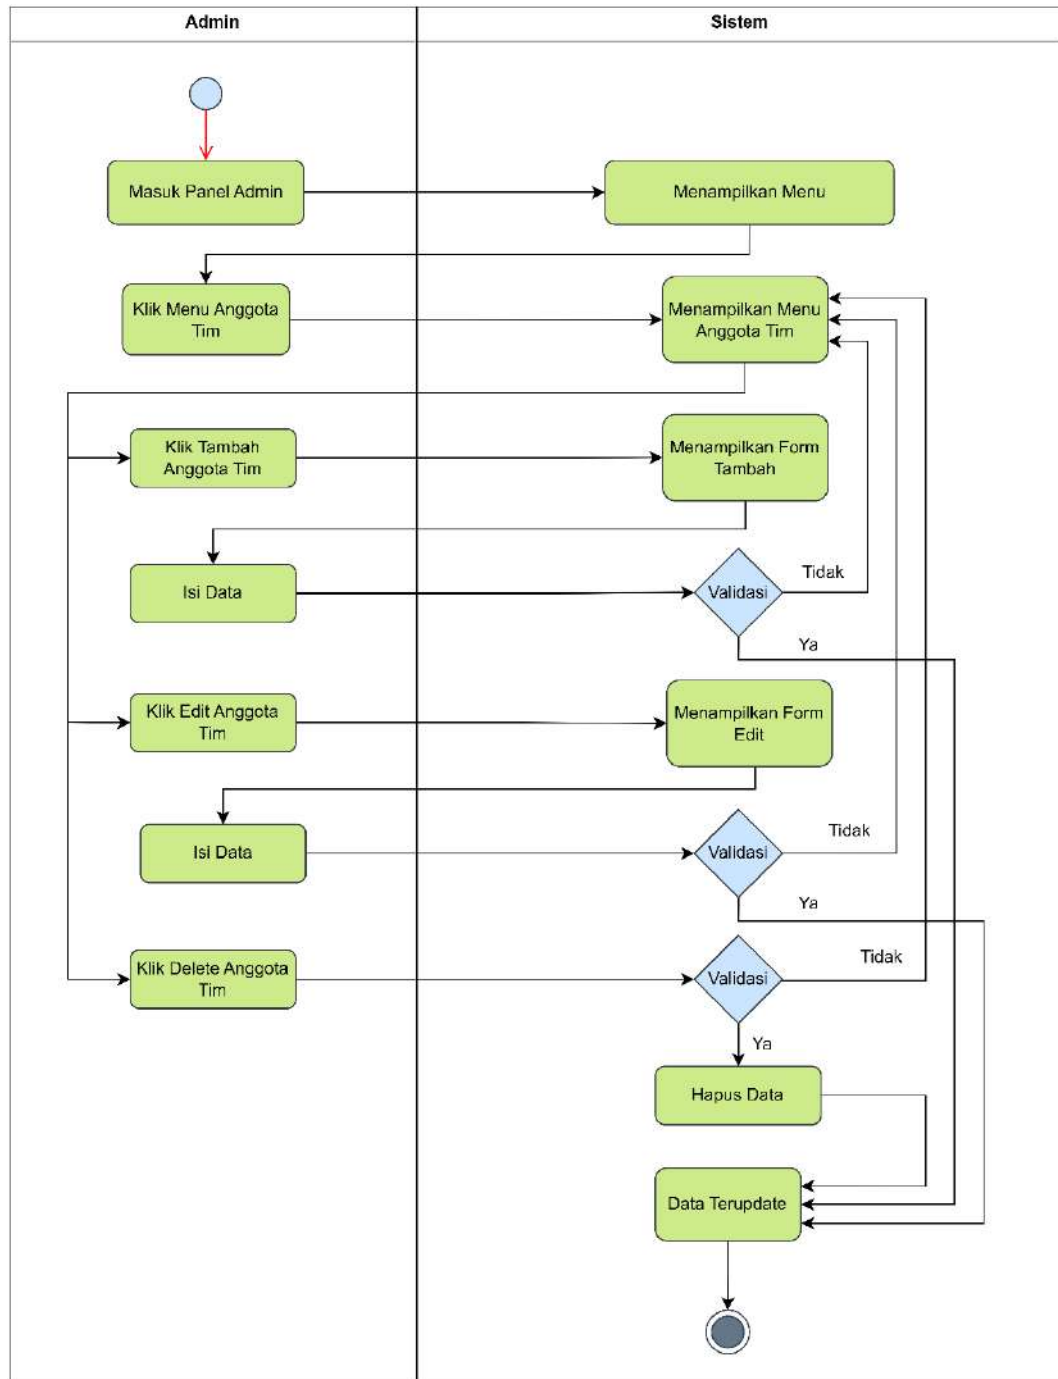 Admin
Sistem
Masuk Panel Admin
Menampilkan Menu
Klik Menu Anggota
Tim
Menampilkan Menu
Anggota Tim
Klik Tambah
Anggota Tim
Menampilkan Form
Tambah
Isi Data
Validasi
Tidak
Ya
Klik Edit Anggota
Tim
Menampilkan Form
Edit
Isi Data
Validasi
Tidak
Ya
Klik Delete Anggota
Tim
Validasi
Tidak
Ya
Hapus Data
Data Terupdate